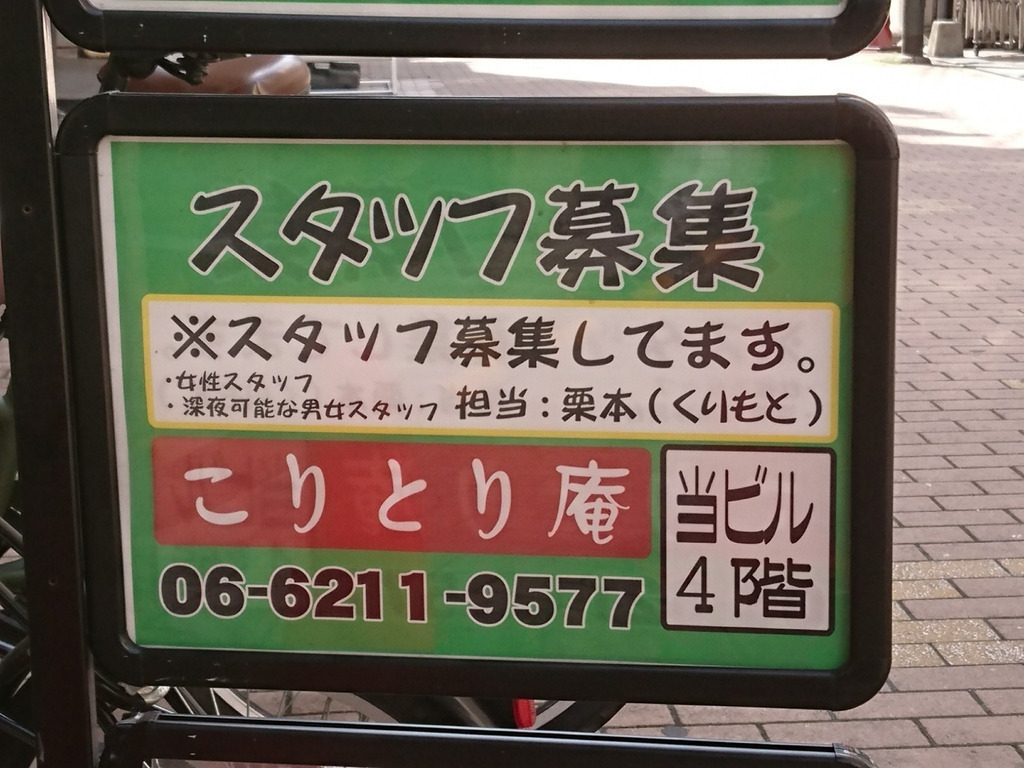 スタッフ募集
※スタッフ募集してます。
・女性スタッフ
・深夜可能な男女スタッフ 担当：栗本（くりもと）
こりとり庵
当ビル
4階
06-6211-9577